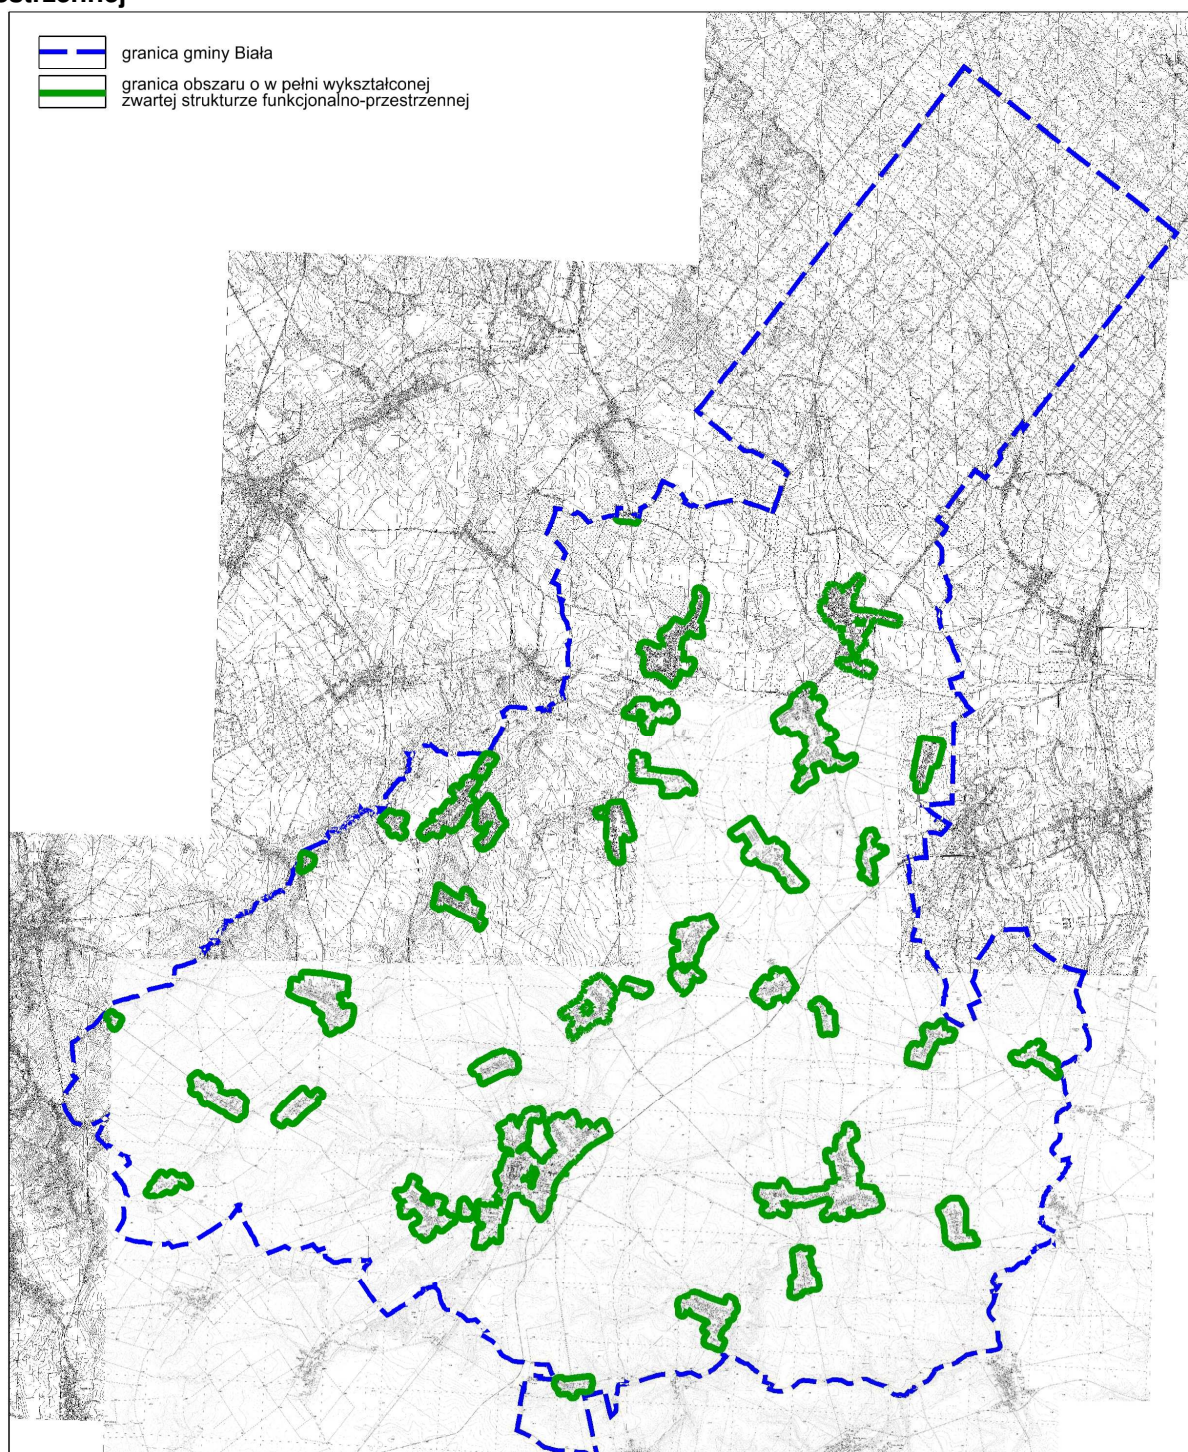 granica gminy Biała
granica obszaru o w pełni wykształconej
zwartej strukturze funkcjonalno-przestrzennej